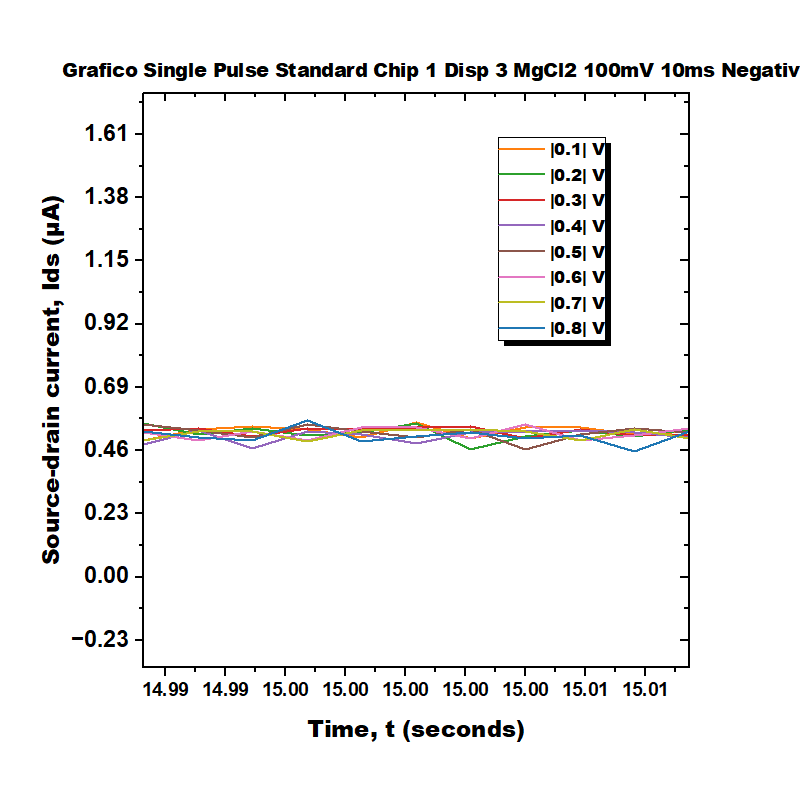 Grafico Single Pulse Standard Chip 1 Disp 3 MgCl2 100mV 10ms Negativ
1.61
1.38
1.15
0.92
0.69
0.46
0.23
0.00
−0.23
Source-drain current, Ids (µA)
|0.1| V
|0.2| V
|0.3| V
|0.4| V
|0.5| V
|0.6| V
|0.7| V
|0.8| V
14.99 14.99 15.00 15.00 15.00 15.00 15.00 15.01 15.01
Time, t (seconds)